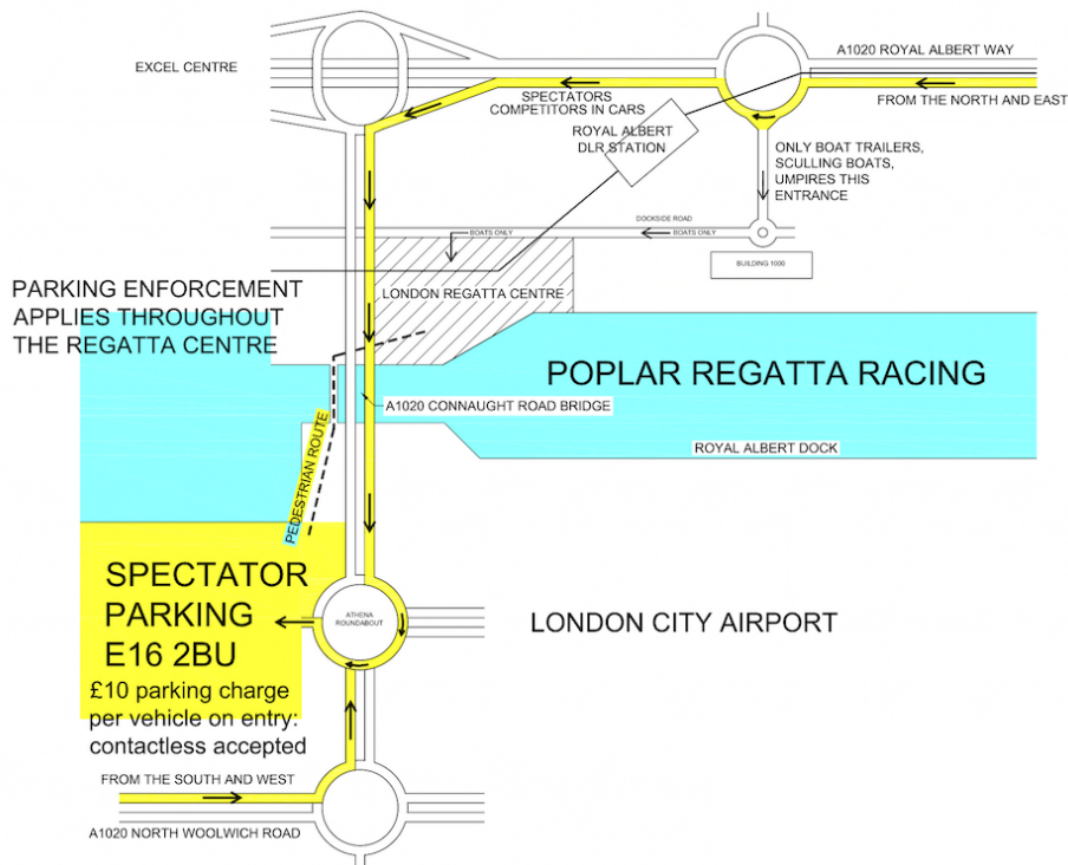 EXCEL CENTRE
A1020 ROYAL ALBERT WAY
SPECTATORS
COMPETITORS IN CARS
FROM THE NORTH AND EAST
ROYAL ALBERT
DLR STATION
ONLY BOAT TRAILERS,
SCULLING BOATS,
UMPIRES THIS
ENTRANCE
DOCKSIDE ROAD
BOATS ONLY
BOATS ONLY
BUILDING 1000
PARKING ENFORCEMENT
APPLIES THROUGHOUT
THE REGATTA CENTRE
LONDON REGATTA CENTRE
POPLAR REGATTA RACING
A1020 CONNAUGHT ROAD BRIDGE
ROYAL ALBERT DOCK
PEDESTRIAN ROUTE
SPECTATOR
PARKING
E16 2BU
£10 parking charge
per vehicle on entry:
contactless accepted
ATHENA
ROUNDABOUT
LONDON CITY AIRPORT
FROM THE SOUTH AND WEST
A1020 NORTH WOOLWICH ROAD